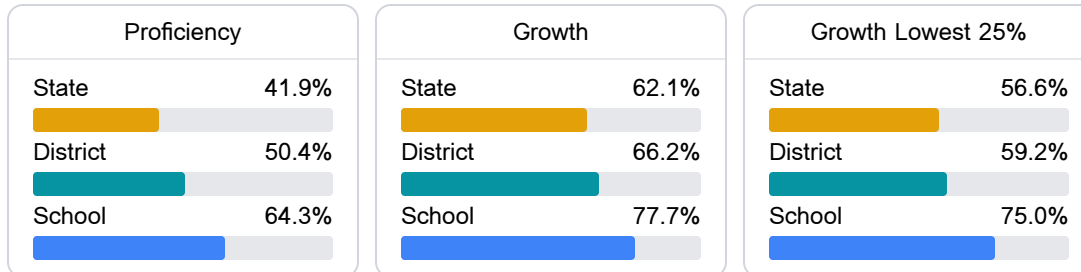 Proficiency
State 41.9%
District 50.4%
School 64.3%
Growth
State 62.1%
District 66.2%
School 77.7%
Growth Lowest 25%
State 56.6%
District 59.2%
School 75.0%